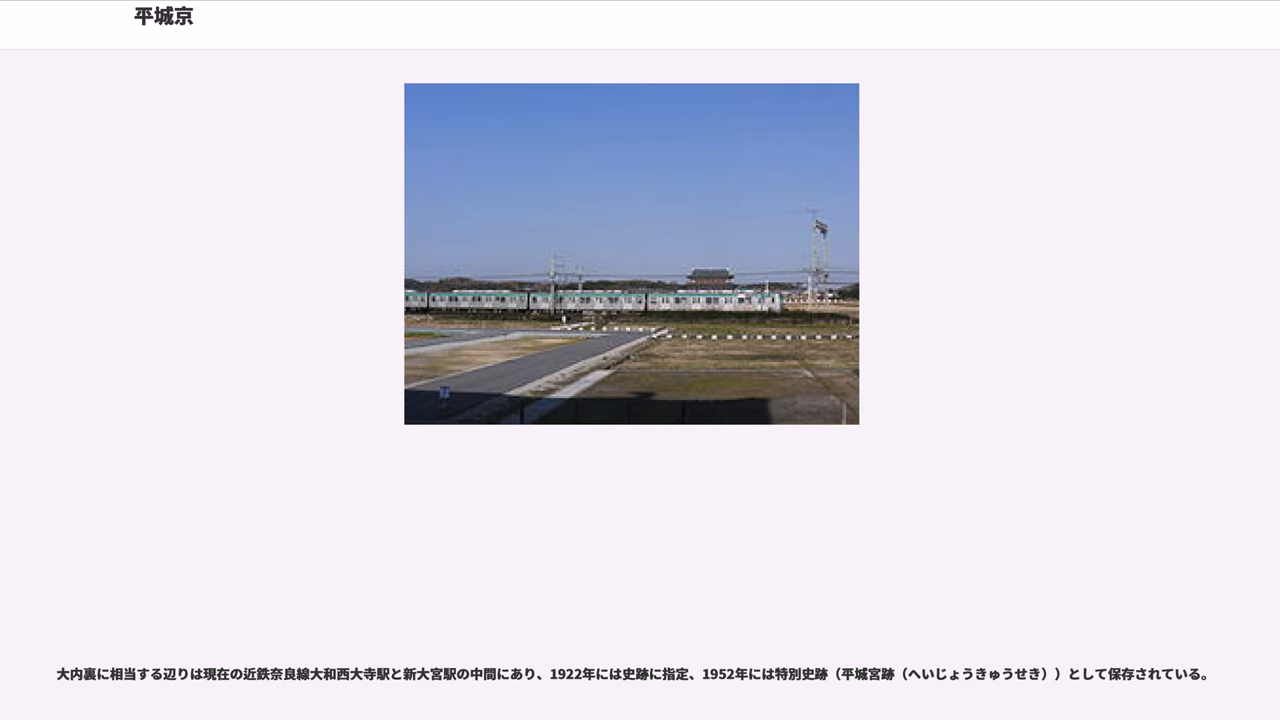 平城京
大内裏に相当する辺りは現在の近鉄奈良線大和西大寺駅と新大宮駅の中間にあり、1922年には史跡に指定、1952年には特別史跡（平城宮跡（へいじょうきゅうせき））として保存されている。